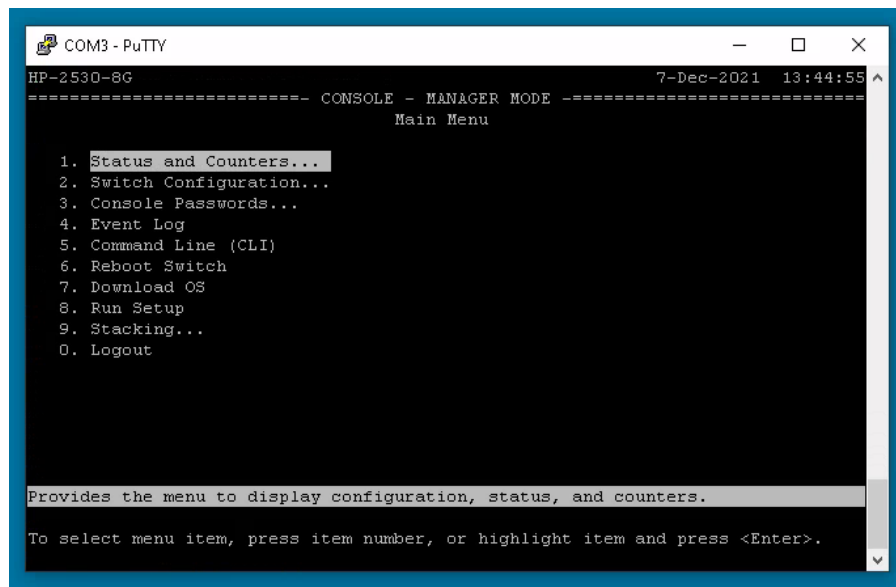 COM3 - PuTTY
HP-2530-8G 7-Dec-2021 13:44:55
==========================- CONSOLE - MANAGER MODE -============================
Main Menu
1. Status and Counters...
2. Switch Configuration...
3. Console Passwords...
4. Event Log
5. Command Line (CLI)
6. Reboot Switch
7. Download OS
8. Run Setup
9. Stacking...
0. Logout
Provides the menu to display configuration, status, and counters.
To select menu item, press item number, or highlight item and press <Enter>.